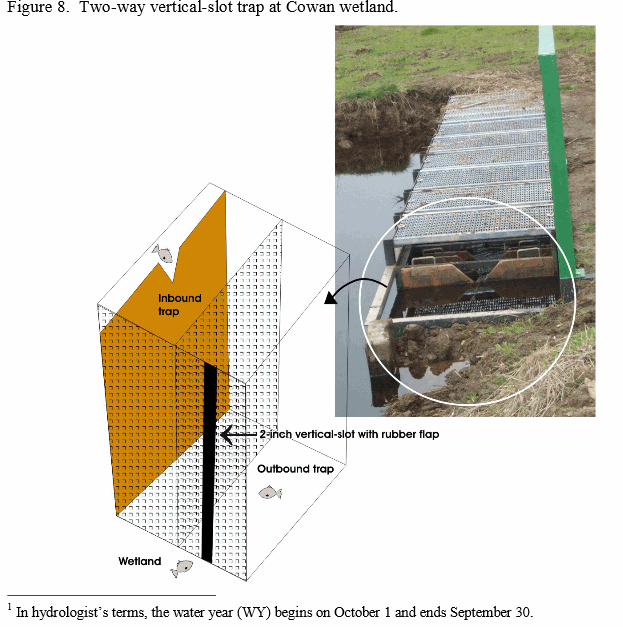 Figure 8.  Two-way vertical-slot trap at Cowan wetland.
Inbound
trap
2-inch vertical-slot with rubber flap
Outbound trap
Wetland
1 In hydrologist's terms, the water year (WY) begins on October 1 and ends September 30.